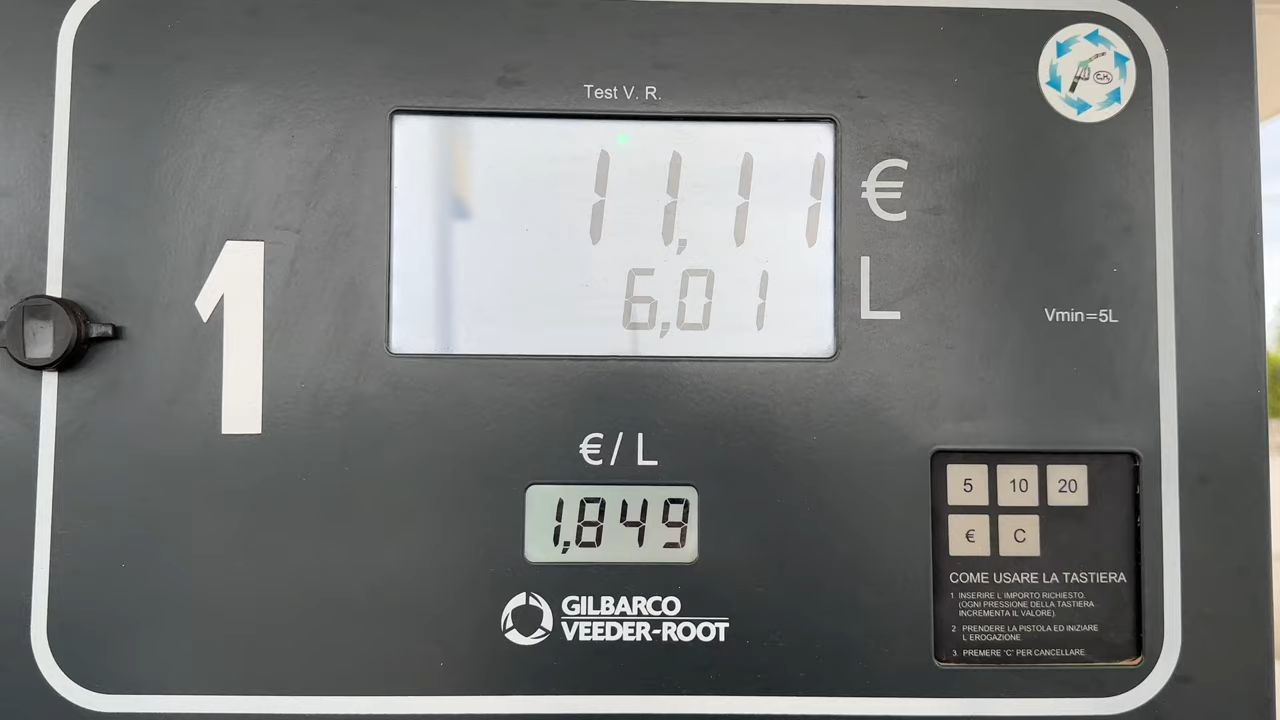 Test V. R.
11,11 €
6,01 L
1
Vmin=5L
€/ L
1,849
GILBARCO
VEEDER-ROOT
5 10 20
€ C
COME USARE LA TASTIERA
1. INSERIRE L IMPORTO RICHIESTO.
(OGNI PRESSIONE DELLA TASTIERA
INCREMENTA IL VALORE)
2 PRENDERE LA PISTOLA ED INIZIARE
L EROGAZIONE
3. PREMERE "C" PER CANCELLARE